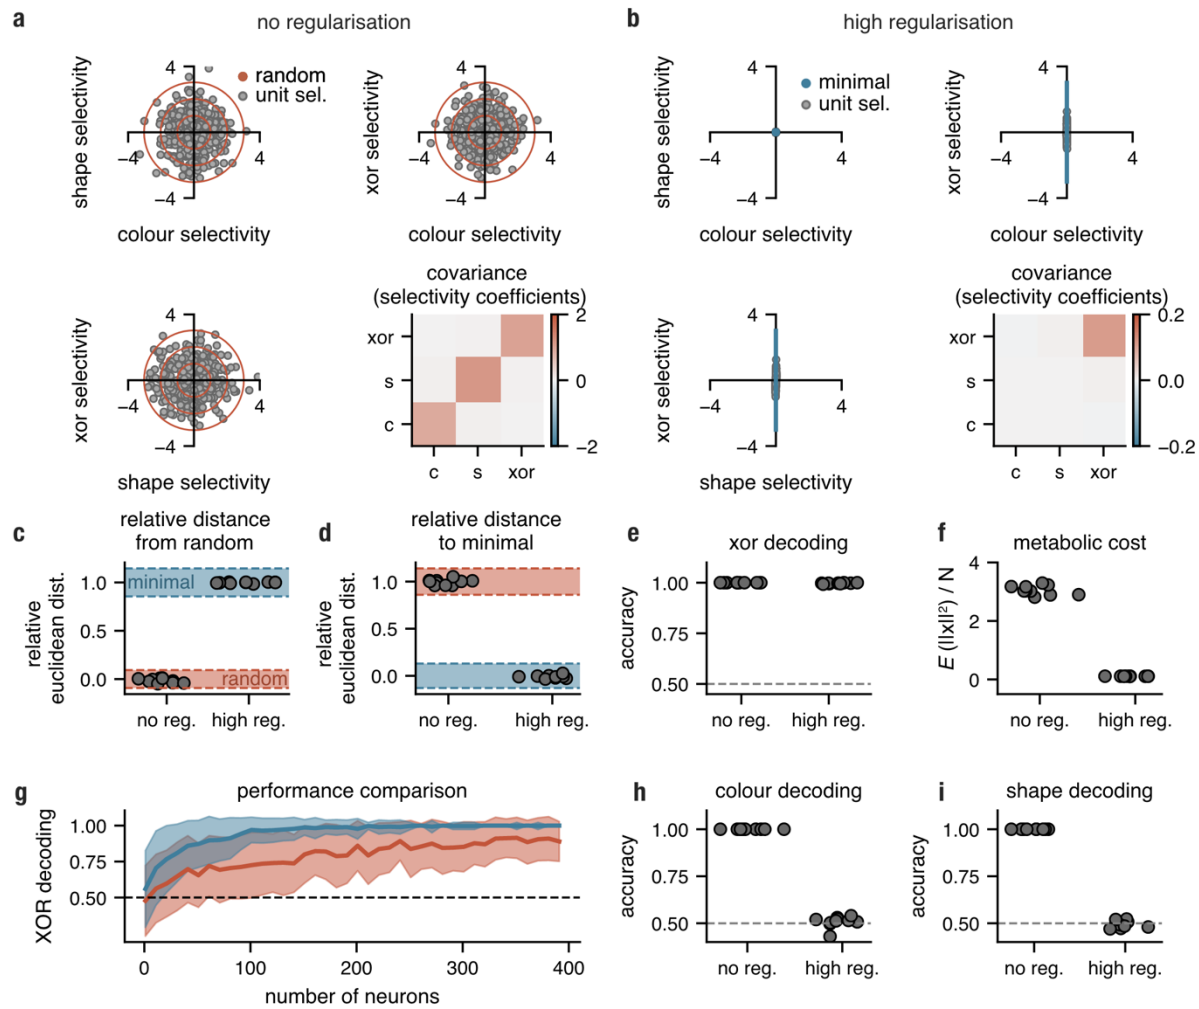 a
no regularisation
b
high regularisation
shape selectivity
4
−4
4
−4
colour selectivity
random
unit sel.
xor selectivity
4
−4
4
−4
colour selectivity
shape selectivity
4
−4
4
−4
colour selectivity
minimal
unit sel.
xor selectivity
4
−4
4
−4
colour selectivity
xor selectivity
4
−4
4
−4
shape selectivity
covariance
(selectivity coefficients)
xor
s
c
c s xor
2
0
−2
xor selectivity
4
−4
4
−4
shape selectivity
covariance
(selectivity coefficients)
xor
s
c
c s xor
0.2
0.0
−0.2
c
relative distance
from random
relative
euclidean dist.
1.0
0.5
0.0
minimal
random
no reg. high reg.
d
relative distance
to minimal
relative
euclidean dist.
1.0
0.5
0.0
no reg. high reg.
e
xor decoding
accuracy
1.00
0.75
0.50
no reg. high reg.
f
metabolic cost
E (||x||²) / N
4
2
0
no reg. high reg.
g
performance comparison
XOR decoding
1.00
0.75
0.50
0 100 200 300 400
number of neurons
h
colour decoding
accuracy
1.00
0.75
0.50
no reg. high reg.
i
shape decoding
accuracy
1.00
0.75
0.50
no reg. high reg.